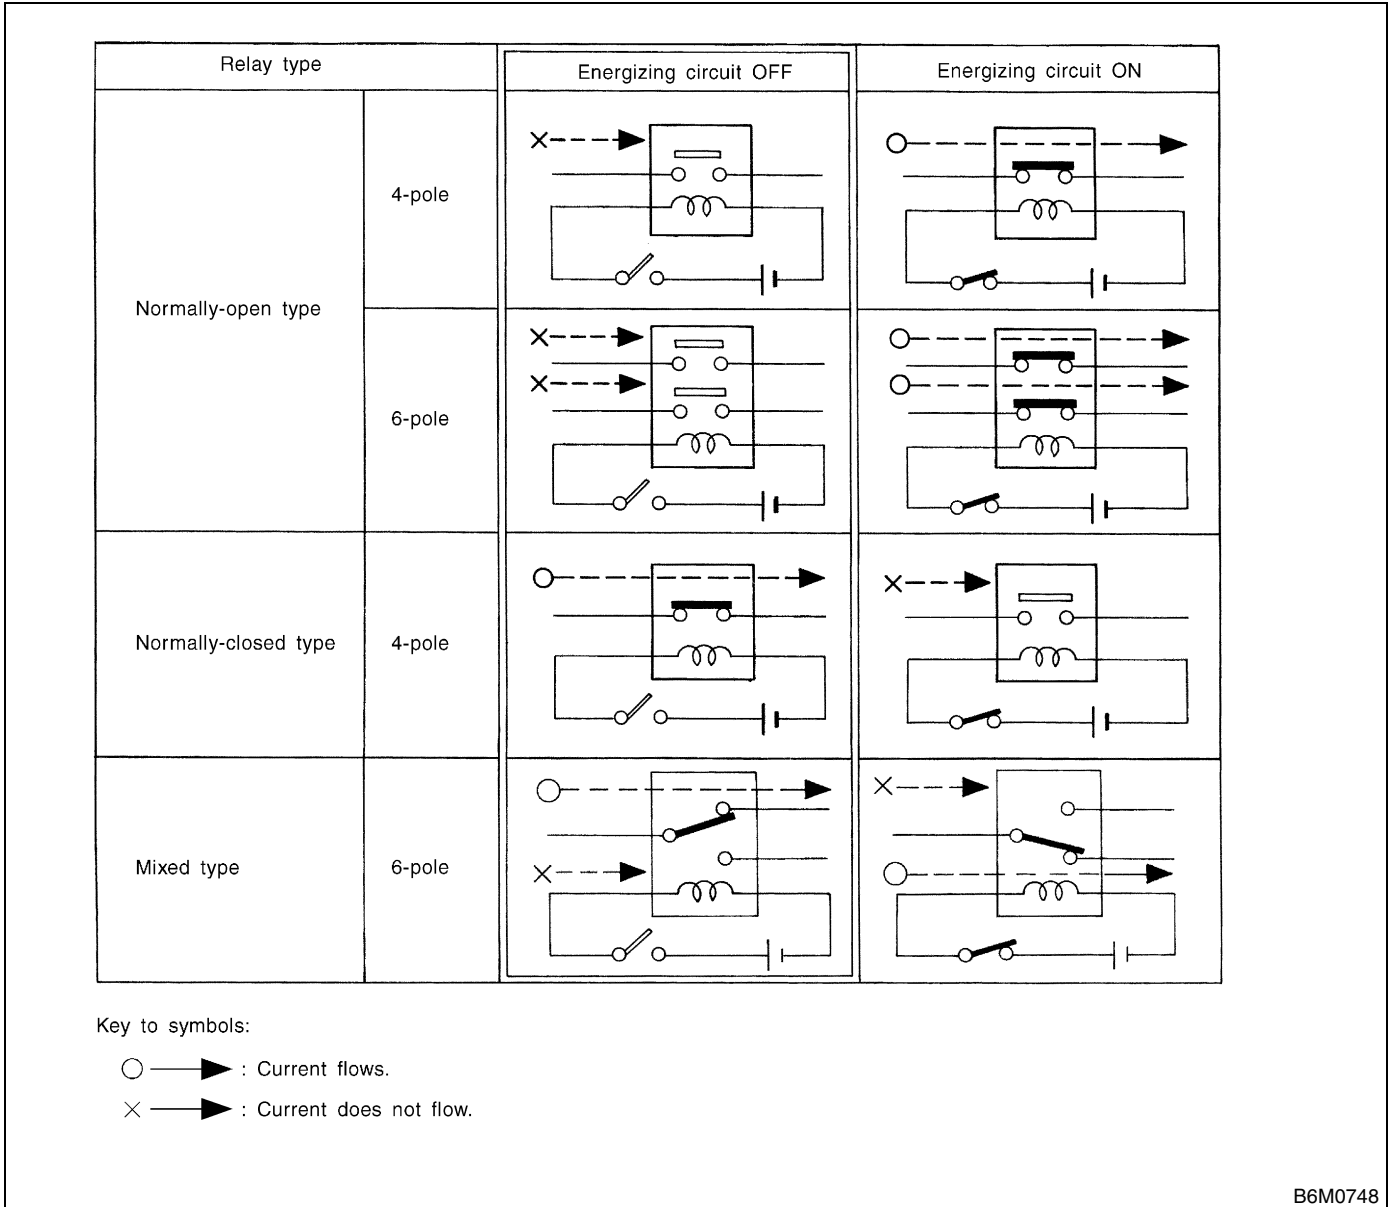 Relay type
Energizing circuit OFF
Energizing circuit ON
Normally-open type
4-pole
6-pole
Normally-closed type
4-pole
Mixed type
6-pole
Key to symbols:
: Current flows.
: Current does not flow.
B6M0748